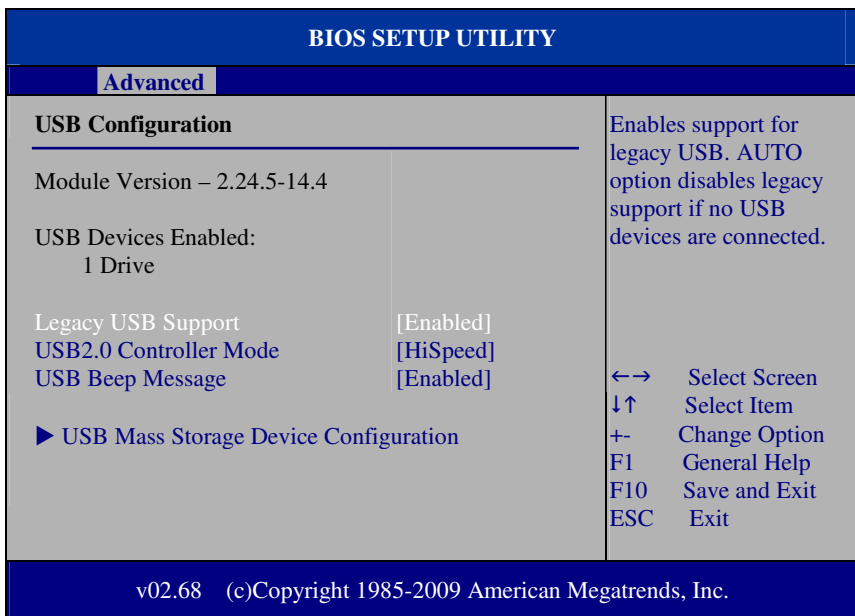 BIOS SETUP UTILITY
Advanced
USB Configuration
Module Version – 2.24.5-14.4
USB Devices Enabled:
1 Drive
Legacy USB Support [Enabled]
USB2.0 Controller Mode [HiSpeed]
USB Beep Message [Enabled]
▶ USB Mass Storage Device Configuration
Enables support for
legacy USB. AUTO
option disables legacy
support if no USB
devices are connected.
←→ Select Screen
↓↑ Select Item
+- Change Option
F1 General Help
F10 Save and Exit
ESC Exit
v02.68 (c)Copyright 1985-2009 American Megatrends, Inc.